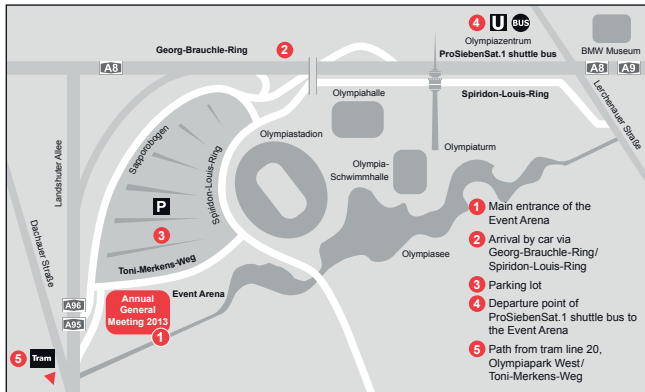 4 U BUS
Olympiazentrum
ProSiebenSat.1 shuttle bus
BMW Museum
Georg-Brauchle-Ring
2
A8
A8
A9
Spiridon-Louis-Ring
Lerchenauer Straße
Olympiahalle
Sapporobogen
Olympiastadion
Olympiaturm
Landshuter Allee
Spiridon-Louis-Ring
Olympia-
Schwimmhalle
P
3
Dachauer Straße
Toni-Merkens-Weg
Olympiasee
Event Arena
Annual
General
Meeting 2013
1
A96
A95
5 Tram
1 Main entrance of the
Event Arena
2 Arrival by car via
Georg-Brauchle-Ring/
Spiridon-Louis-Ring
3 Parking lot
4 Departure point of
ProSiebenSat.1 shuttle bus to
the Event Arena
5 Path from tram line 20,
Olympiapark West/
Toni-Merkens-Weg